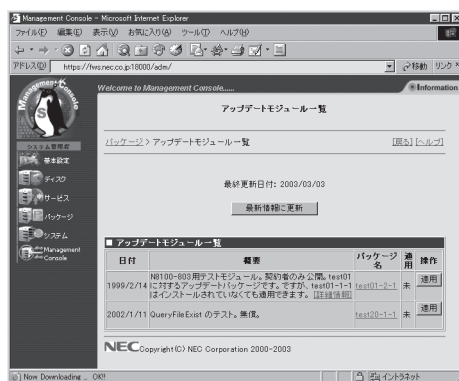 Management Console - Microsoft Internet Explorer
ファイル(F) 編集(E) 表示(V) お気に入り(A) ツール(T) ヘルプ(H)
アドレス(D) https://fws.nec.co.jp:18000/adm/ 移動 リンク
Management Console
Welcome to Management Console......
Information
アップデートモジュール一覧
パッケージ > アップデートモジュール一覧
[戻る] [ヘルプ]
システム管理者
基本設定
ディスク
サービス
パッケージ
システム
Management Console
最終更新日付: 2003/03/03
最新情報に更新
■ アップデートモジュール一覧
日付 概要 パッケージ名 適用 操作
1999/2/14 N8100-803用テストモジュール。契約者のみ公開。test01に対するアップデートパッケージです。ですが、test01-1-1はインストールされていなくても適用できます。 [詳細情報] test01-2-1 未 適用
2002/1/11 QueryFileExist のテスト。無償。 test20-1-1 未 適用
NEC Copyright(C) NEC Corporation 2000-2003
Now Downloading ... OK!!
イントラネット